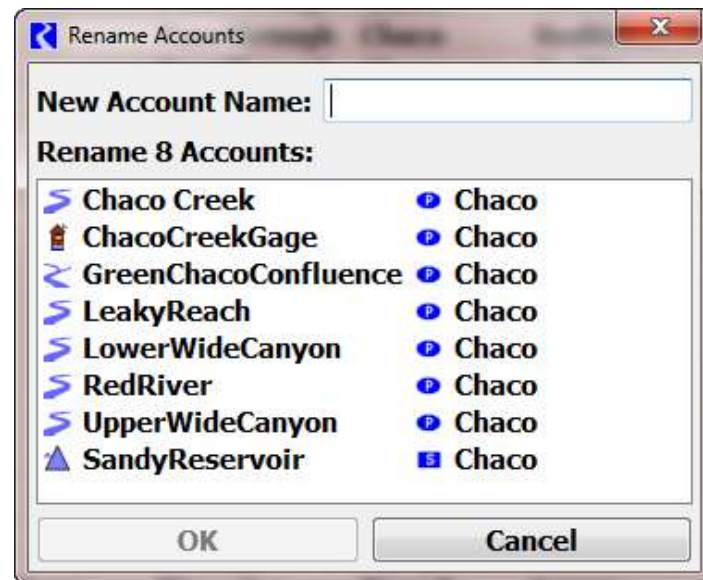 Rename Accounts
New Account Name:
Rename 8 Accounts:
Chaco Creek P Chaco
ChacoCreekGage P Chaco
GreenChacoConfluence P Chaco
LeakyReach P Chaco
LowerWideCanyon P Chaco
RedRiver P Chaco
UpperWideCanyon P Chaco
SandyReservoir S Chaco
OK Cancel